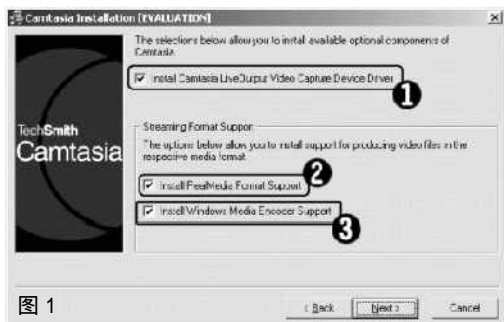 Camtasia Installation [EVALUATION]
The selections below allow you to install available optional components of
Camtasia.
Install Camtasia LiveOutput Video Capture Device Driver
1
TechSmith
Camtasia
Streaming Format Support
The options below allow you to install support for producing video files in the
respective media format.
Install RealMedia Format Support
2
Install Windows Media Encoder Support
3
图 1
< Back
Next >
Cancel